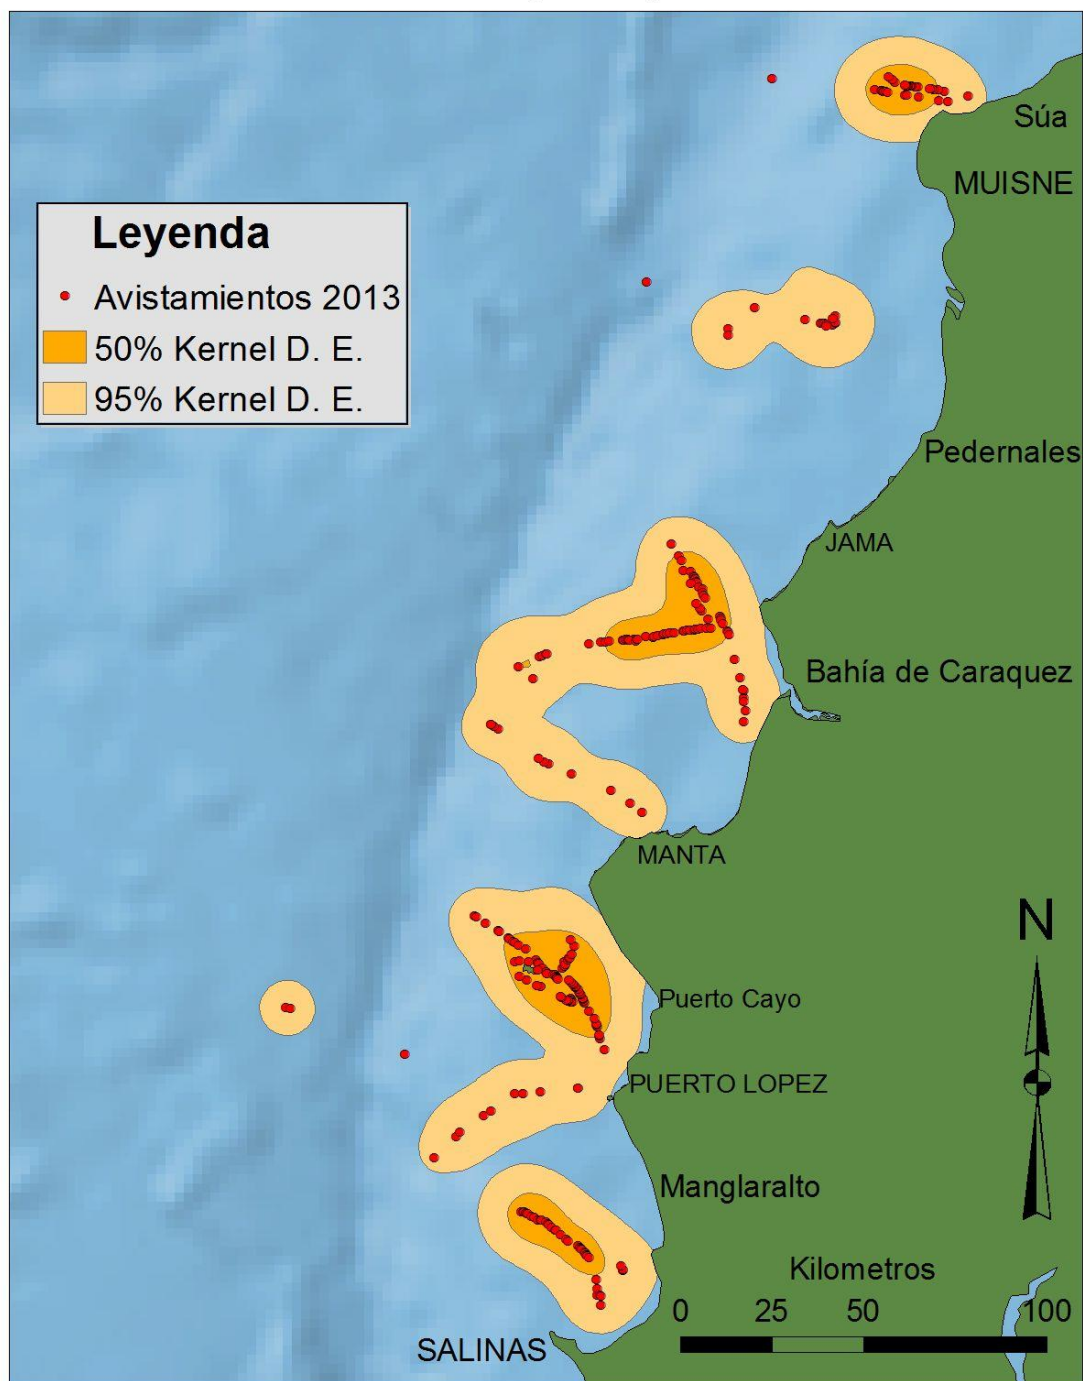 Súa
MUISNE
Leyenda
Avistamientos 2013
50% Kernel D. E.
95% Kernel D. E.
Pedernales
JAMA
Bahía de Caraquez
MANTA
N
Puerto Cayo
PUERTO LOPEZ
Manglaralto
Kilometros
0 25 50 100
SALINAS